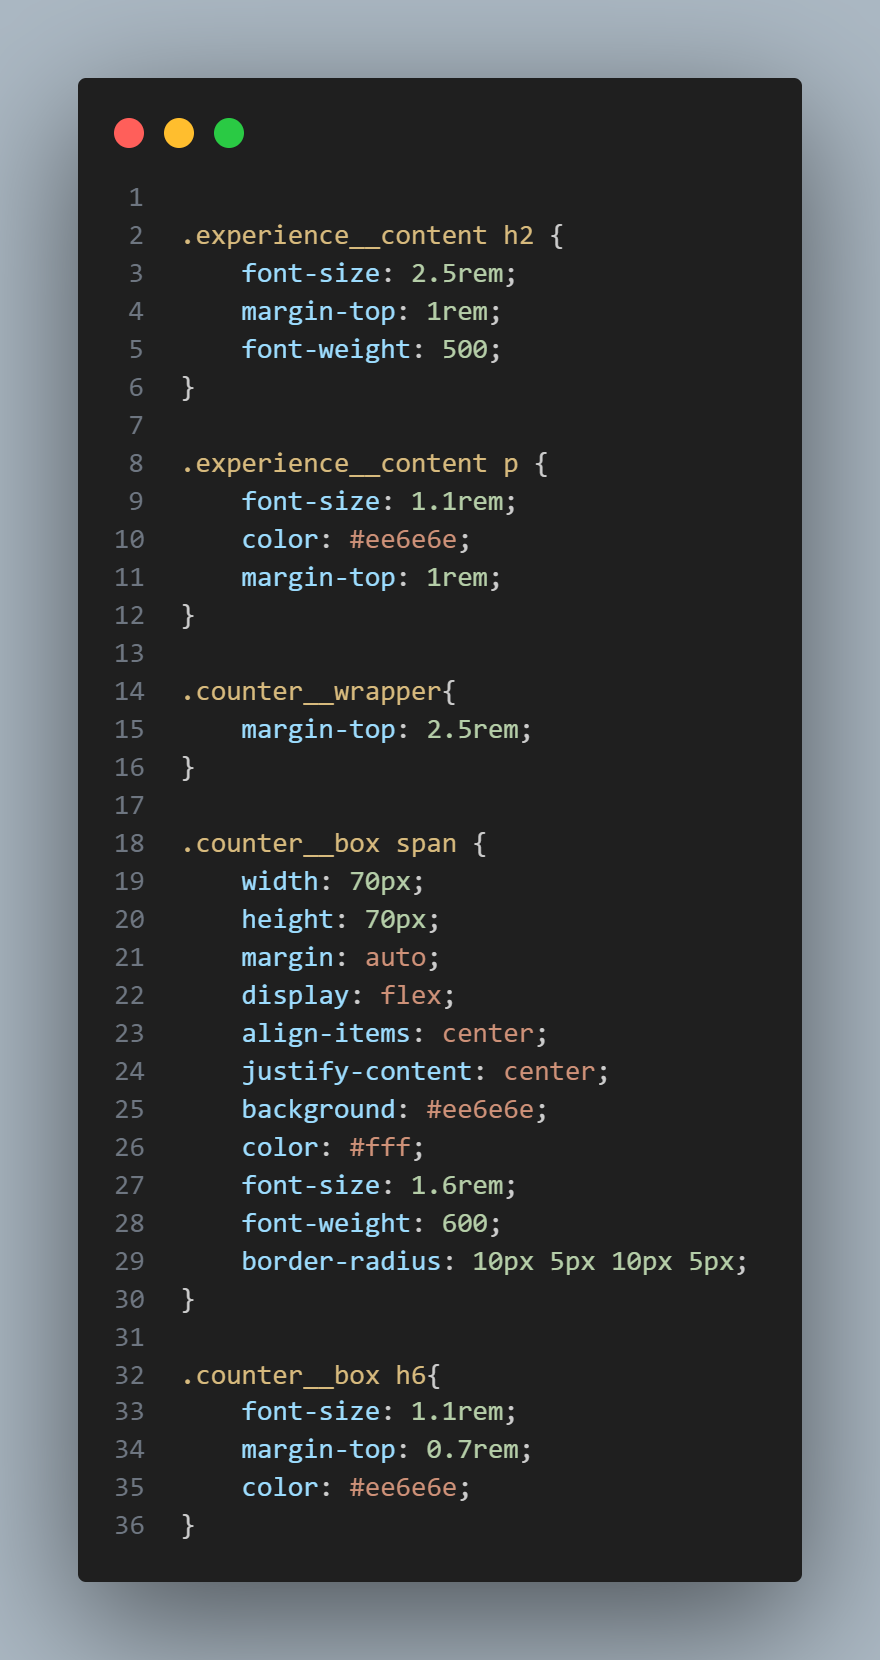 1
2 .experience__content h2 {
3     font-size: 2.5rem;
4     margin-top: 1rem;
5     font-weight: 500;
6 }
7
8 .experience__content p {
9     font-size: 1.1rem;
10     color: #ee6e6e;
11     margin-top: 1rem;
12 }
13
14 .counter__wrapper{
15     margin-top: 2.5rem;
16 }
17
18 .counter__box span {
19     width: 70px;
20     height: 70px;
21     margin: auto;
22     display: flex;
23     align-items: center;
24     justify-content: center;
25     background: #ee6e6e;
26     color: #fff;
27     font-size: 1.6rem;
28     font-weight: 600;
29     border-radius: 10px 5px 10px 5px;
30 }
31
32 .counter__box h6{
33     font-size: 1.1rem;
34     margin-top: 0.7rem;
35     color: #ee6e6e;
36 }